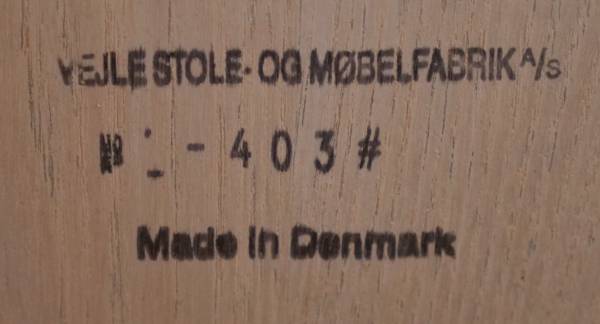 VEJLE STOLE- OG MØBELFABRIK A/S
№ - 403#
Made in Denmark